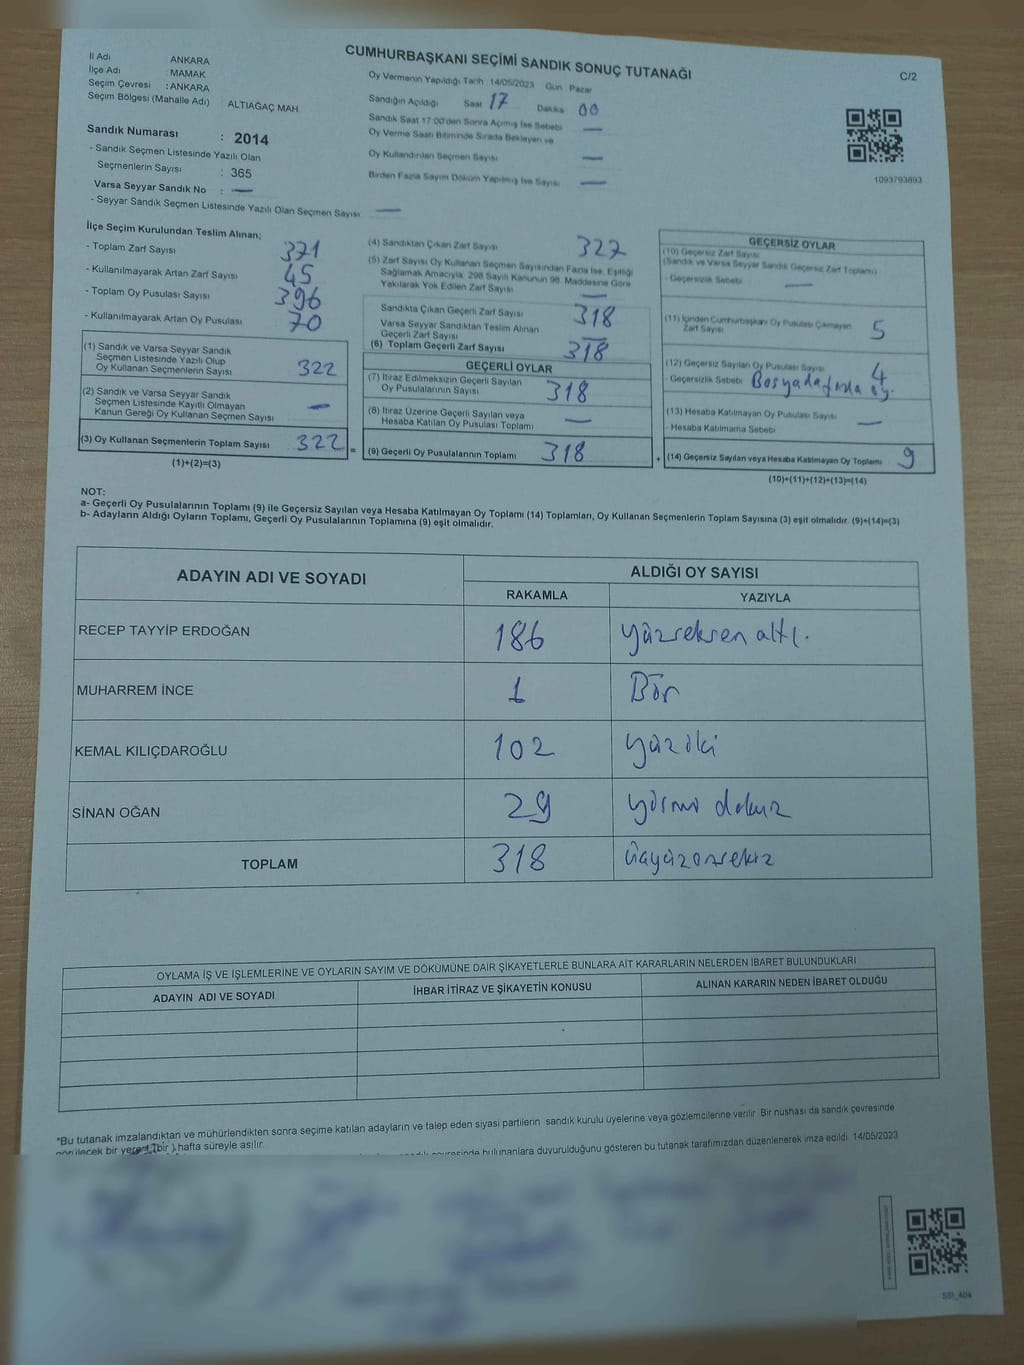 CUMHURBAŞKANI SEÇİMİ SANDIK SONUÇ TUTANAĞI
C/2
İl Adı ANKARA
İlçe Adı : MAMAK
Seçim Çevresi : ANKARA
Seçim Bölgesi (Mahalle Adı) ALTIAĞAÇ MAH
Sandık Numarası : 2014
- Sandık Seçmen Listesinde Yazılı Olan
Seçmenlerin Sayısı : 365
Varsa Seyyar Sandık No : —
- Seyyar Sandık Seçmen Listesinde Yazılı Olan Seçmen Sayısı —
Oy Vermenin Yapıldığı Tarih 14/05/2023 Gün Pazar
Sandığın Açıldığı Saat 17 Dakika 00
Sandık Saat 17:00'den Sonra Açmış İse Sebebi —
Oy Verme Saati Bitiminde Sırada Bekleyen ve
Oy Kullandırılan Seçmen Sayısı —
Birden Fazla Sayım Döküm Yapılmış İse Sayısı —
1093793893
İlçe Seçim Kurulundan Teslim Alınan;
- Toplam Zarf Sayısı 371
- Kullanılmayarak Artan Zarf Sayısı 45
- Toplam Oy Pusulası Sayısı 396
- Kullanılmayarak Artan Oy Pusulası 70
(1) Sandık ve Varsa Seyyar Sandık
Seçmen Listesinde Yazılı Olup
Oy Kullanan Seçmenlerin Sayısı 322
(2) Sandık ve Varsa Seyyar Sandık
Seçmen Listesinde Kayıtlı Olmayan
Kanun Gereği Oy Kullanan Seçmen Sayısı —
(3) Oy Kullanan Seçmenlerin Toplam Sayısı 322 =
(1)+(2)=(3)
(4) Sandıktan Çıkan Zarf Sayısı 327
(5) Zarf Sayısı Oy Kullanan Seçmen Sayısından Fazla İse, Eşitliği
Sağlamak Amacıyla, 298 Sayılı Kanunun 98. Maddesine Göre
Yakılarak Yok Edilen Zarf Sayısı —
Sandıkta Çıkan Geçerli Zarf Sayısı 318
Varsa Seyyar Sandıktan Teslim Alınan
Geçerli Zarf Sayısı —
(6) Toplam Geçerli Zarf Sayısı 318
GEÇERLİ OYLAR
(7) İtiraz Edilmeksizin Geçerli Sayılan
Oy Pusulalarının Sayısı 318
(8) İtiraz Üzerine Geçerli Sayılan veya
Hesaba Katılan Oy Pusulası Toplamı —
(9) Geçerli Oy Pusulalarının Toplamı 318 +
GEÇERSİZ OYLAR
(10) Geçersiz Zarf Sayısı
(Sandık ve Varsa Seyyar Sandık Geçersiz Zarf Toplamı)
- Geçersizlik Sebebi —
(11) İçinden Cumhurbaşkanı Oy Pusulası Çıkmayan
Zarf Sayısı 5
(12) Geçersiz Sayılan Oy Pusulası Sayısı 4
- Geçersizlik Sebebi
(13) Hesaba Katılmayan Oy Pusulası Sayısı —
- Hesaba Katılmama Sebebi
(14) Geçersiz Sayılan veya Hesaba Katılmayan Oy Toplamı 9
(10)+(11)+(12)+(13)=(14)
NOT:
a- Geçerli Oy Pusulalarının Toplamı (9) ile Geçersiz Sayılan veya Hesaba Katılmayan Oy Toplamı (14) Toplamları, Oy Kullanan Seçmenlerin Toplam Sayısına (3) eşit olmalıdır. (9)+(14)=(3)
b- Adayların Aldığı Oyların Toplamı, Geçerli Oy Pusulalarının Toplamına (9) eşit olmalıdır.
ADAYIN ADI VE SOYADI ALDIĞI OY SAYISI
RAKAMLA YAZIYLA
RECEP TAYYİP ERDOĞAN 186 yüzseksen altı.
MUHARREM İNCE 1 Bir
KEMAL KILIÇDAROĞLU 102 yüziki
SİNAN OĞAN 29 yirmi dokuz
TOPLAM 318 üçyüzonsekiz
OYLAMA İŞ VE İŞLEMLERİNE VE OYLARIN SAYIM VE DÖKÜMÜNE DAİR ŞİKAYETLERLE BUNLARA AİT KARARLARIN NELERDEN İBARET BULUNDUKLARI
ADAYIN ADI VE SOYADI İHBAR İTİRAZ VE ŞİKAYETİN KONUSU ALINAN KARARIN NEDEN İBARET OLDUĞU
*Bu tutanak imzalandıktan ve mühürlendikten sonra seçime katılan adayların ve talep eden siyasi partilerin sandık kurulu üyelerine veya gözlemcilerine verilir. Bir nüshası da sandık çevresinde
görülecek bir yere 1(bir) hafta süreyle asılır.
bulunanlara duyurulduğunu gösteren bu tutanak tarafımızdan düzenlenerek imza edildi. 14/05/2023